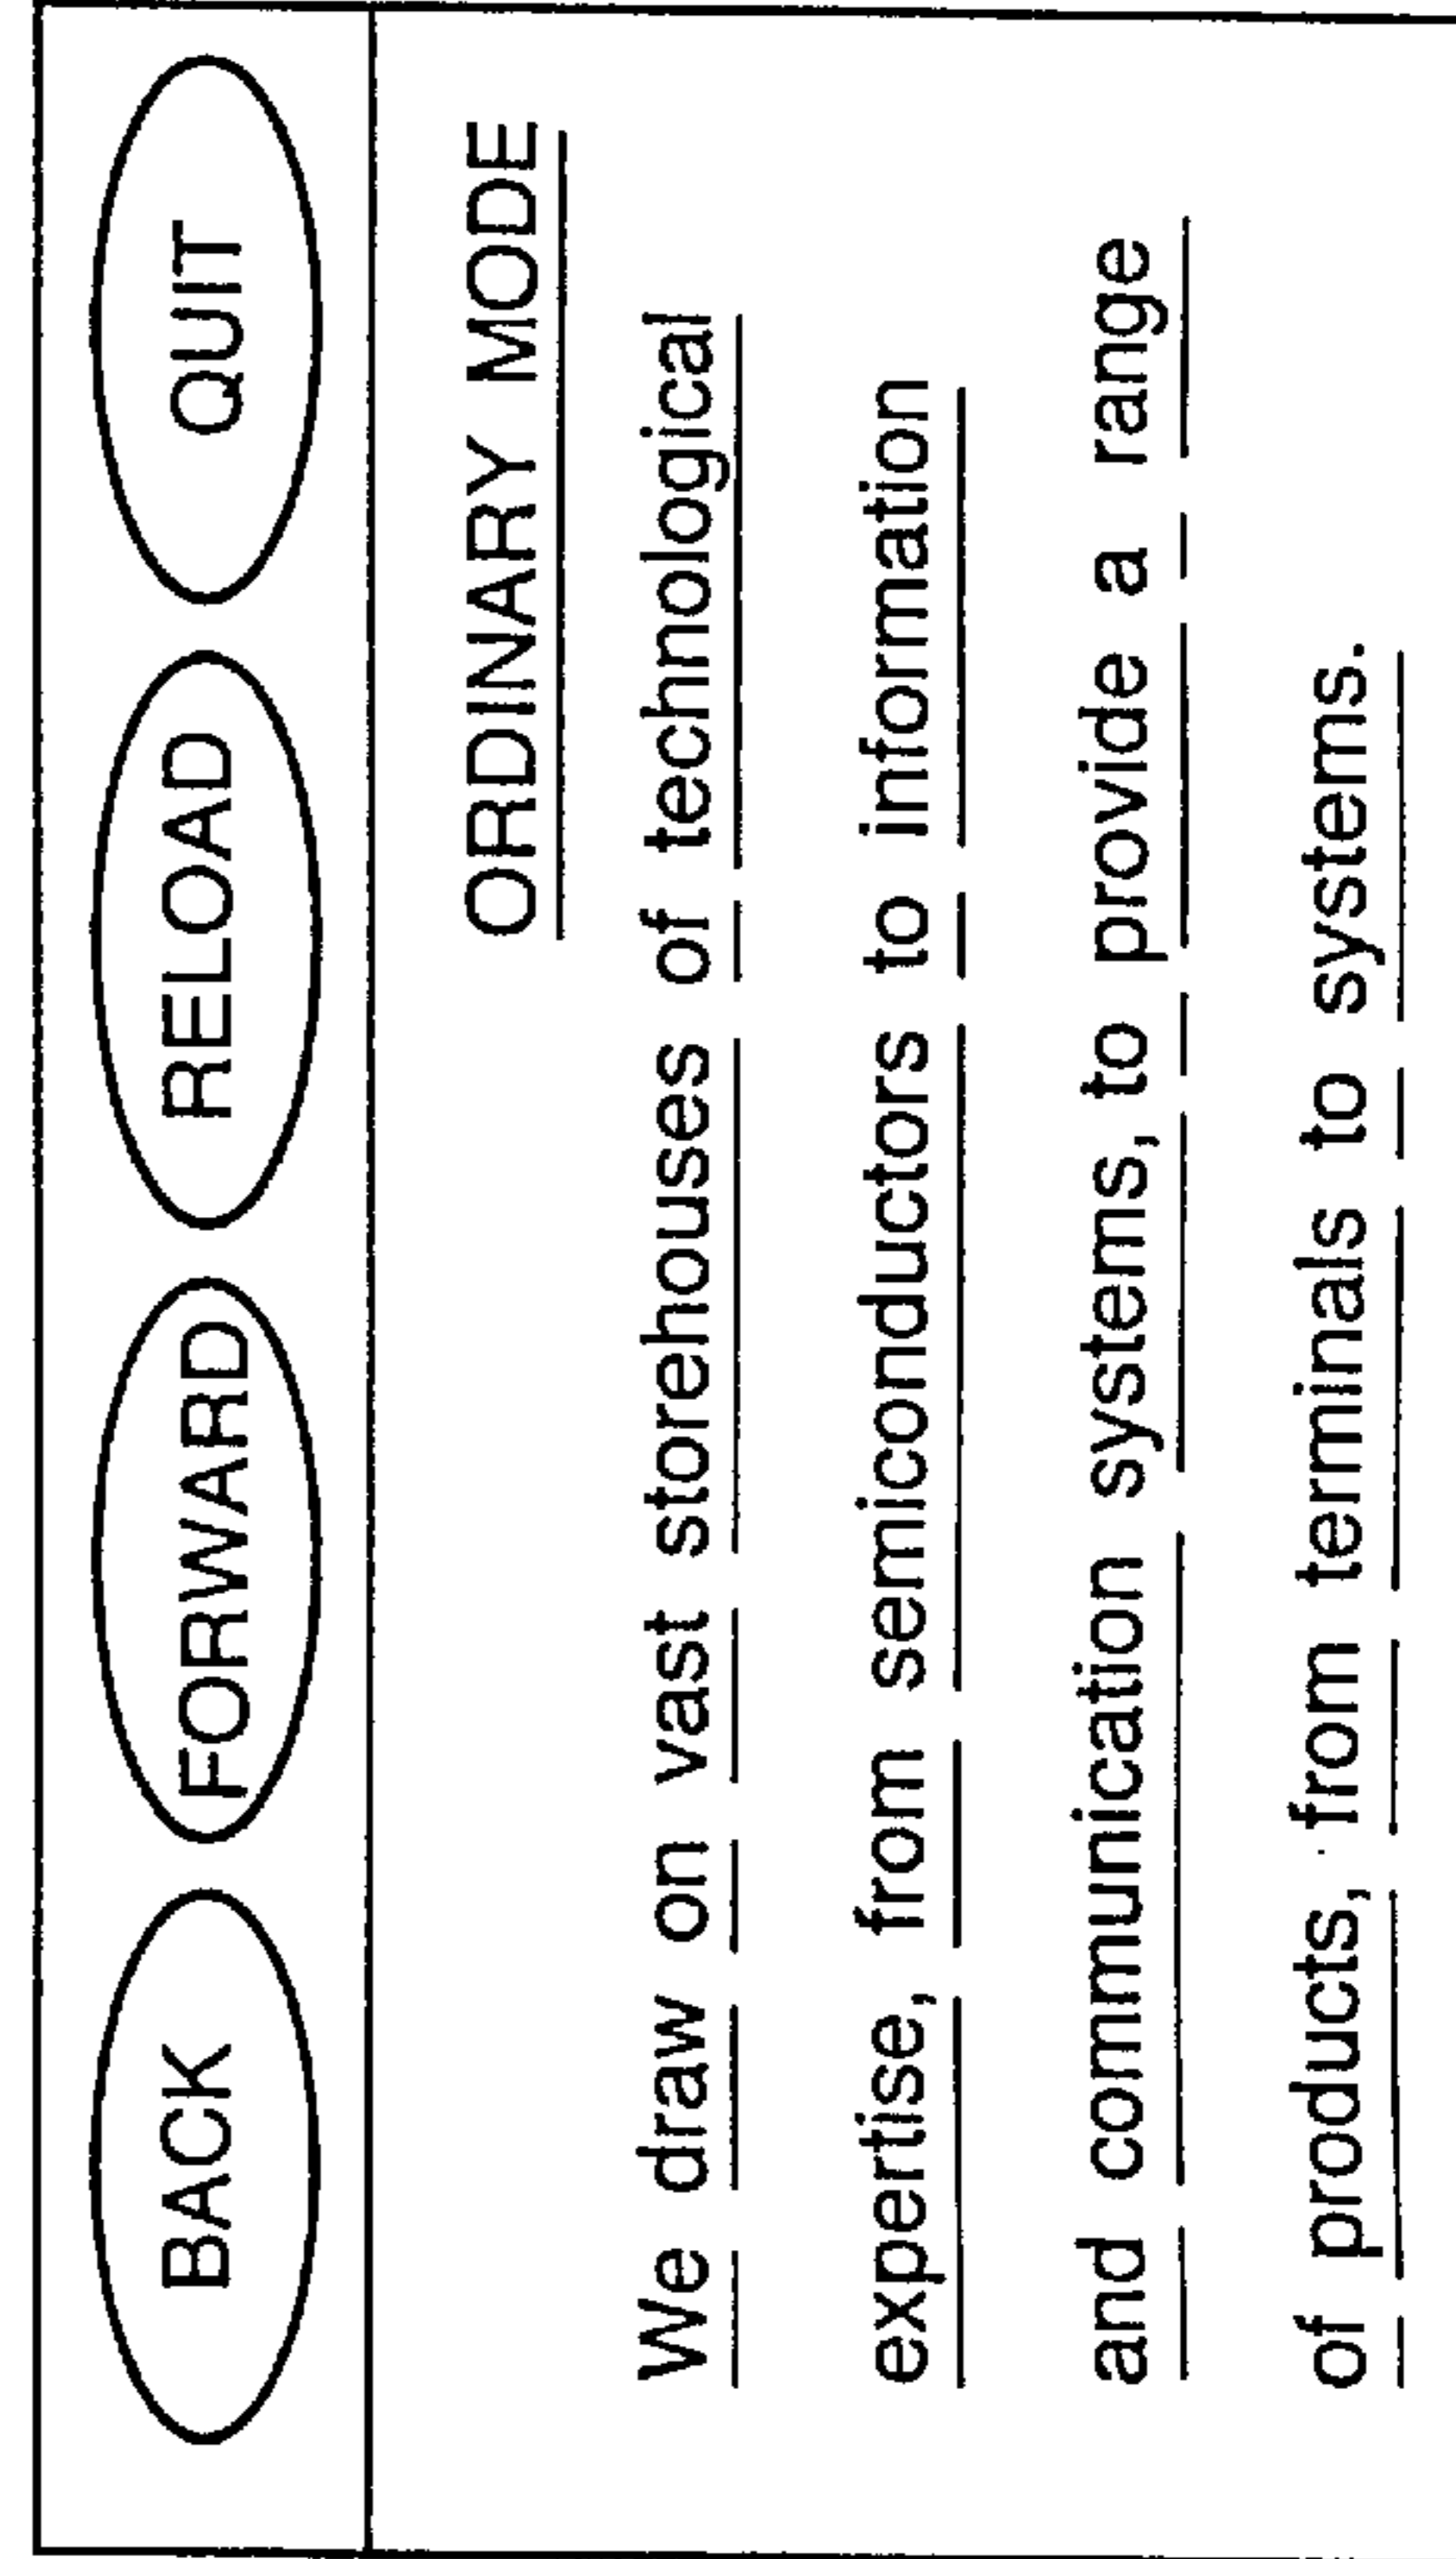 BACK FORWARD RELOAD QUIT
ORDINARY MODE
We draw on vast storehouses of technological
expertise, from semiconductors to information
and communication systems, to provide a range
of products, from terminals to systems.